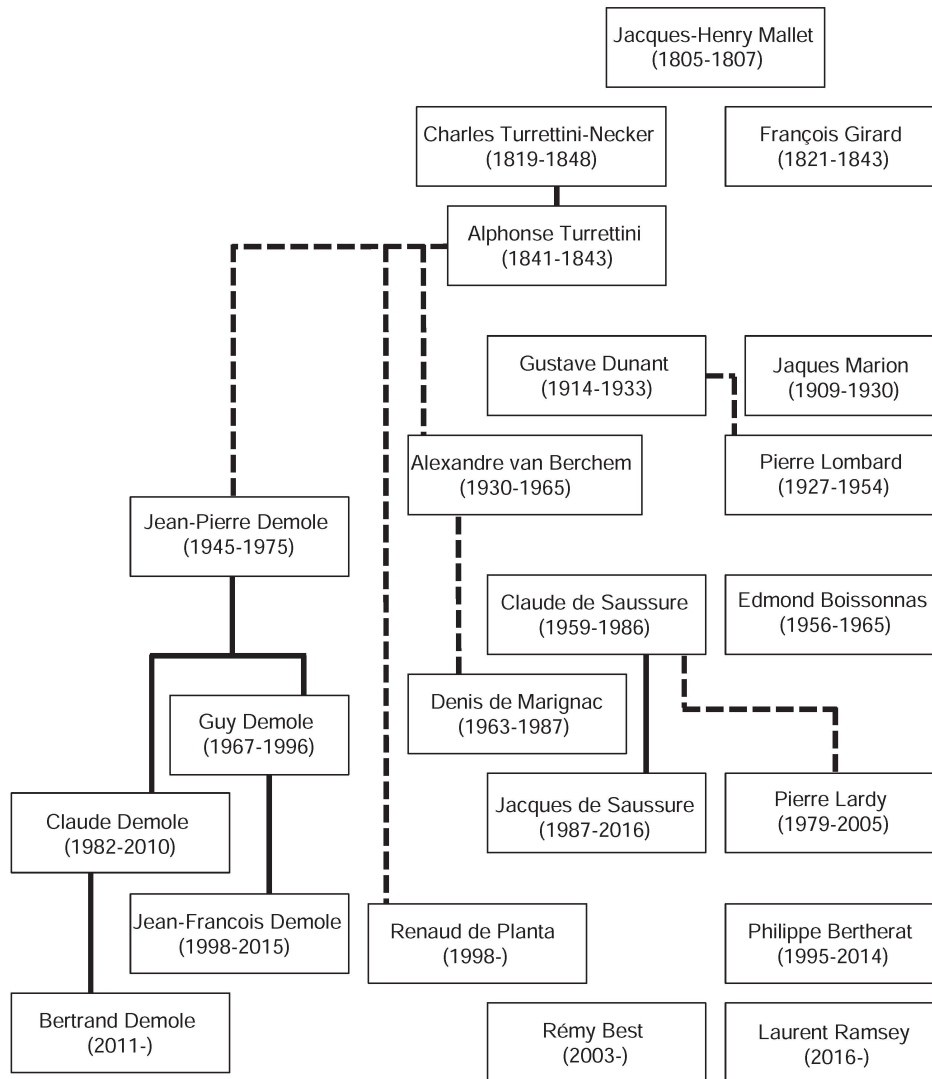 Jacques-Henry Mallet
(1805-1807)
Charles Turrettini-Necker
(1819-1848)
François Girard
(1821-1843)
Alphonse Turrettini
(1841-1843)
Gustave Dunant
(1914-1933)
Jaques Marion
(1909-1930)
Alexandre van Berchem
(1930-1965)
Pierre Lombard
(1927-1954)
Jean-Pierre Demole
(1945-1975)
Claude de Saussure
(1959-1986)
Edmond Boissonnas
(1956-1965)
Denis de Marignac
(1963-1987)
Guy Demole
(1967-1996)
Jacques de Saussure
(1987-2016)
Pierre Lardy
(1979-2005)
Claude Demole
(1982-2010)
Jean-Francois Demole
(1998-2015)
Renaud de Planta
(1998-)
Philippe Bertherat
(1995-2014)
Bertrand Demole
(2011-)
Rémy Best
(2003-)
Laurent Ramsey
(2016-)